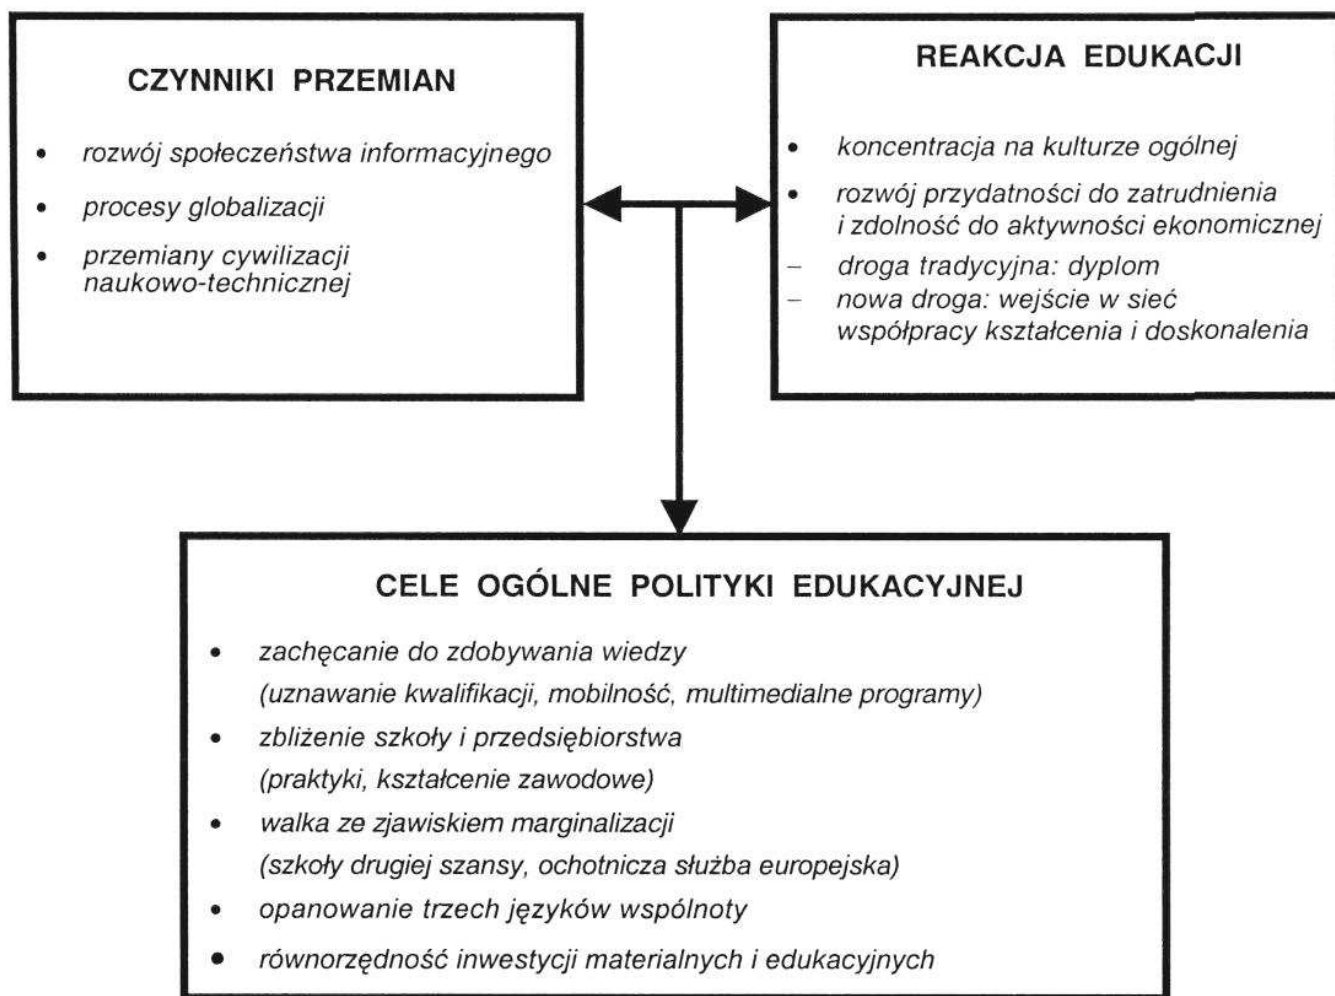 CZYNNIKI PRZEMIAN
• rozwój społeczeństwa informacyjnego
• procesy globalizacji
• przemiany cywilizacji
naukowo-technicznej
REAKCJA EDUKACJI
• koncentracja na kulturze ogólnej
• rozwój przydatności do zatrudnienia
i zdolność do aktywności ekonomicznej
– droga tradycyjna: dyplom
– nowa droga: wejście w sieć
współpracy kształcenia i doskonalenia
CELE OGÓLNE POLITYKI EDUKACYJNEJ
• zachęcanie do zdobywania wiedzy
(uznawanie kwalifikacji, mobilność, multimedialne programy)
• zbliżenie szkoły i przedsiębiorstwa
(praktyki, kształcenie zawodowe)
• walka ze zjawiskiem marginalizacji
(szkoły drugiej szansy, ochotnicza służba europejska)
• opanowanie trzech języków wspólnoty
• równorzędność inwestycji materialnych i edukacyjnych